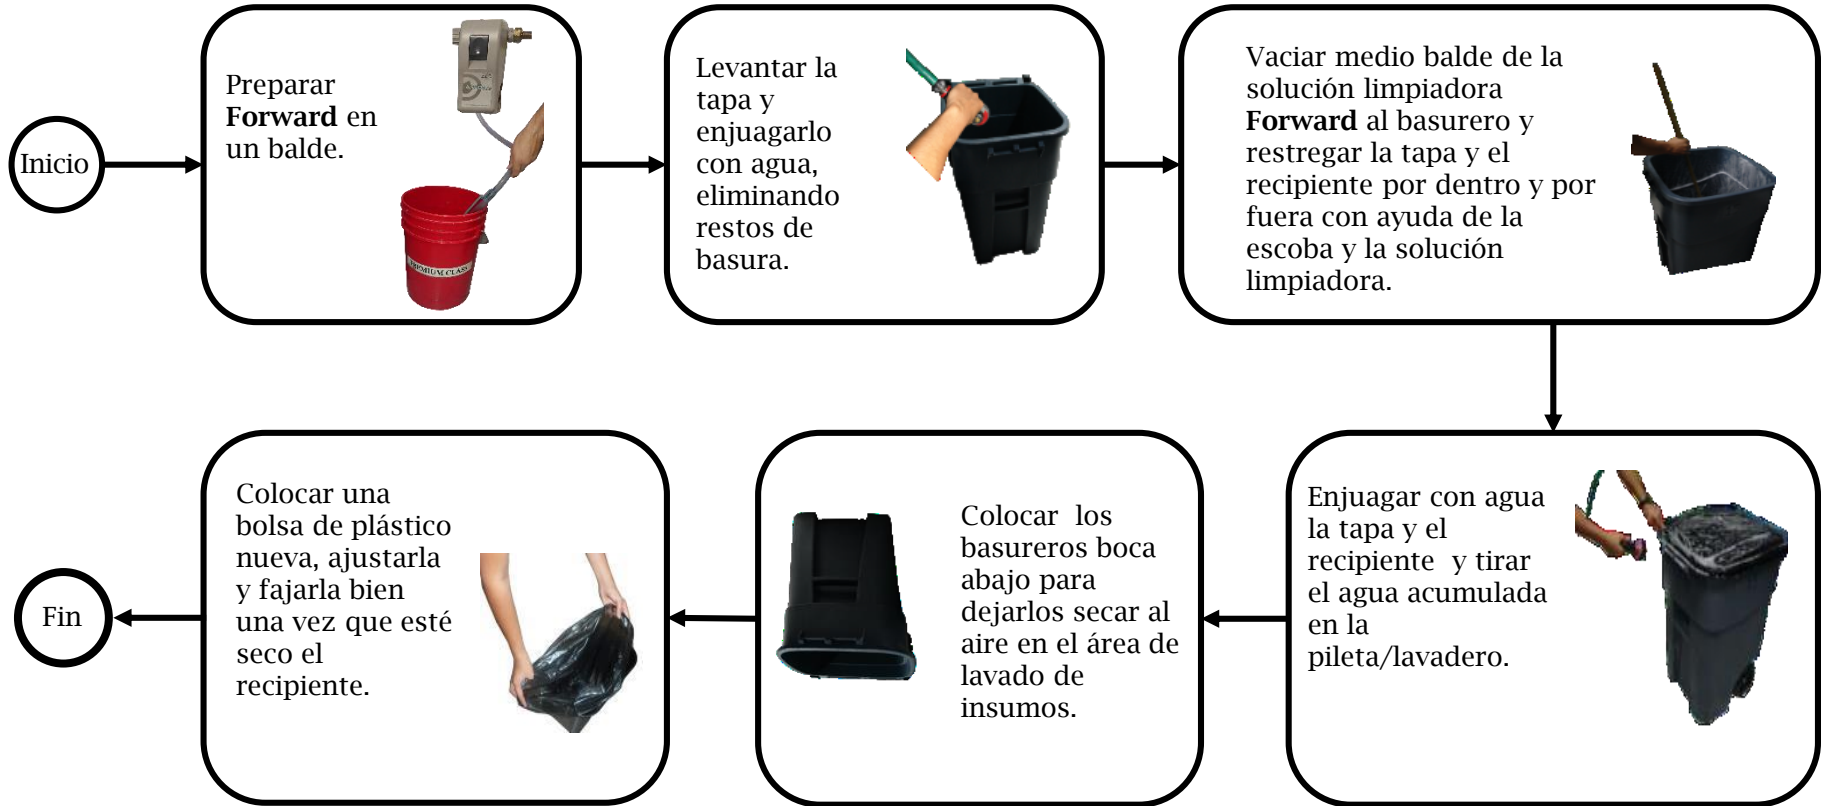 Inicio
Preparar
Forward en
un balde.
PREMIUM CLASS
Levantar la
tapa y
enjuagarlo
con agua,
eliminando
restos de
basura.
Vaciar medio balde de la
solución limpiadora
Forward al basurero y
restregar la tapa y el
recipiente por dentro y por
fuera con ayuda de la
escoba y la solución
limpiadora.
Enjuagar con agua
la tapa y el
recipiente y tirar
el agua acumulada
en la
pileta/lavadero.
Colocar los
basureros boca
abajo para
dejarlos secar al
aire en el área de
lavado de
insumos.
Colocar una
bolsa de plástico
nueva, ajustarla
y fajarla bien
una vez que esté
seco el
recipiente.
Fin